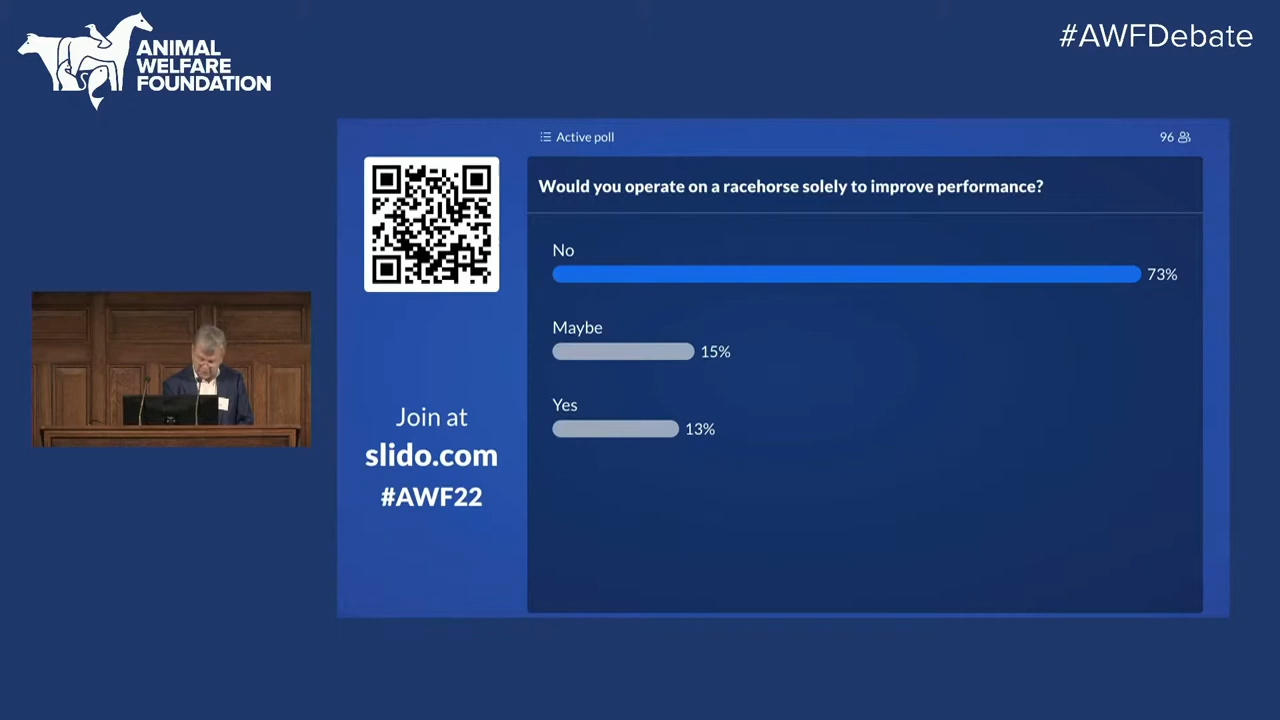 ANIMAL
WELFARE
FOUNDATION
#AWFDebate
Active poll
96
Would you operate on a racehorse solely to improve performance?
No
73%
Maybe
15%
Yes
13%
Join at
slido.com
#AWF22